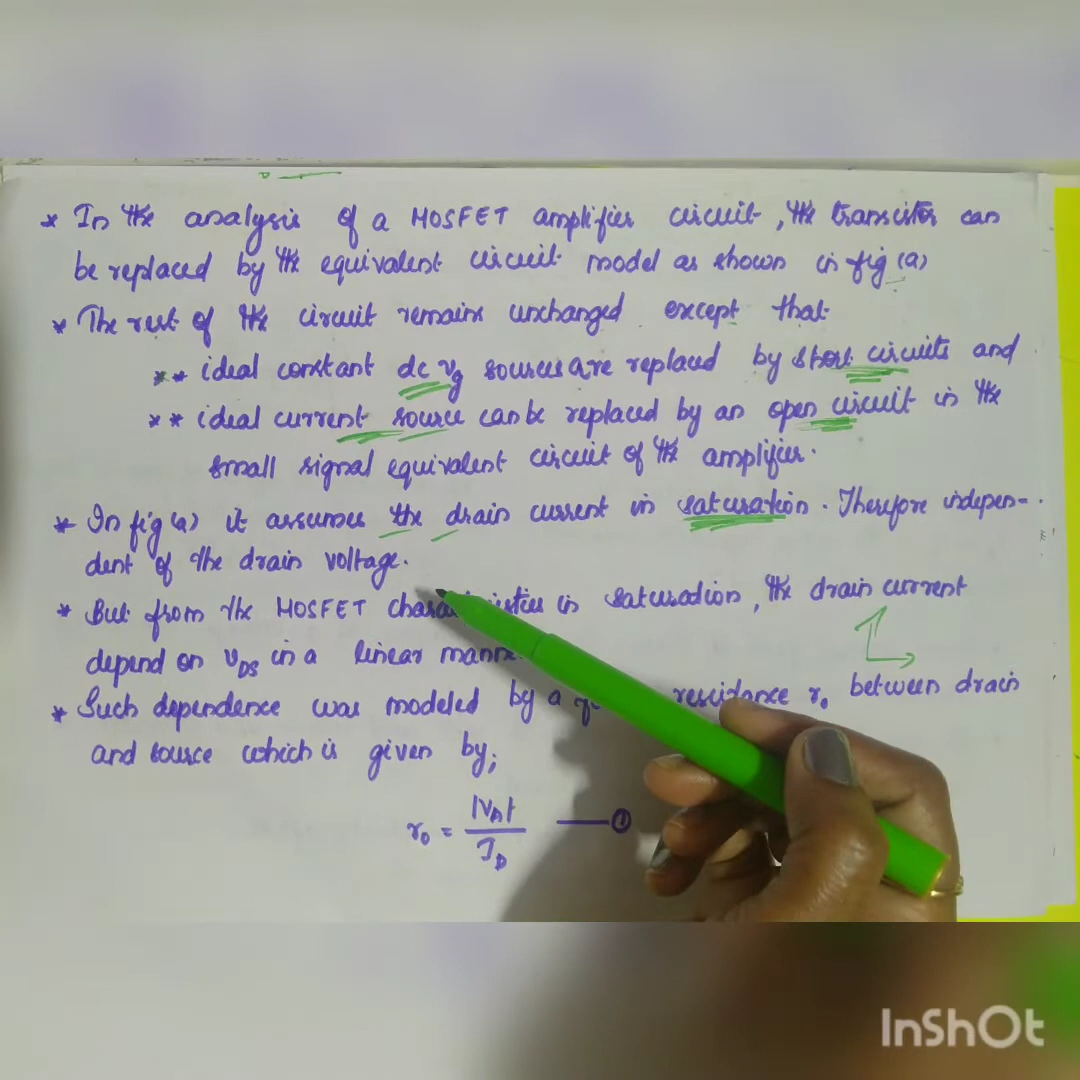 * In the analysis of a MOSFET amplifier circuit, the transistor can
be replaced by the equivalent circuit model as shown in fig (a)
* The rest of the circuit remains unchanged except that
** ideal constant dc vg sources are replaced by short circuits and
** ideal current source can be replaced by an open circuit in the
small signal equivalent circuit of the amplifier.
* In fig (a) it assumes the drain current in saturation. Therefore indepen-
dent of the drain voltage.
* But from the MOSFET characteristics in saturation, the drain current
depend on VDS in a linear
* Such dependence was modeled by a resistance ro between drain
and source which is given by;
ro = |VA| / ID — ①
InShOt